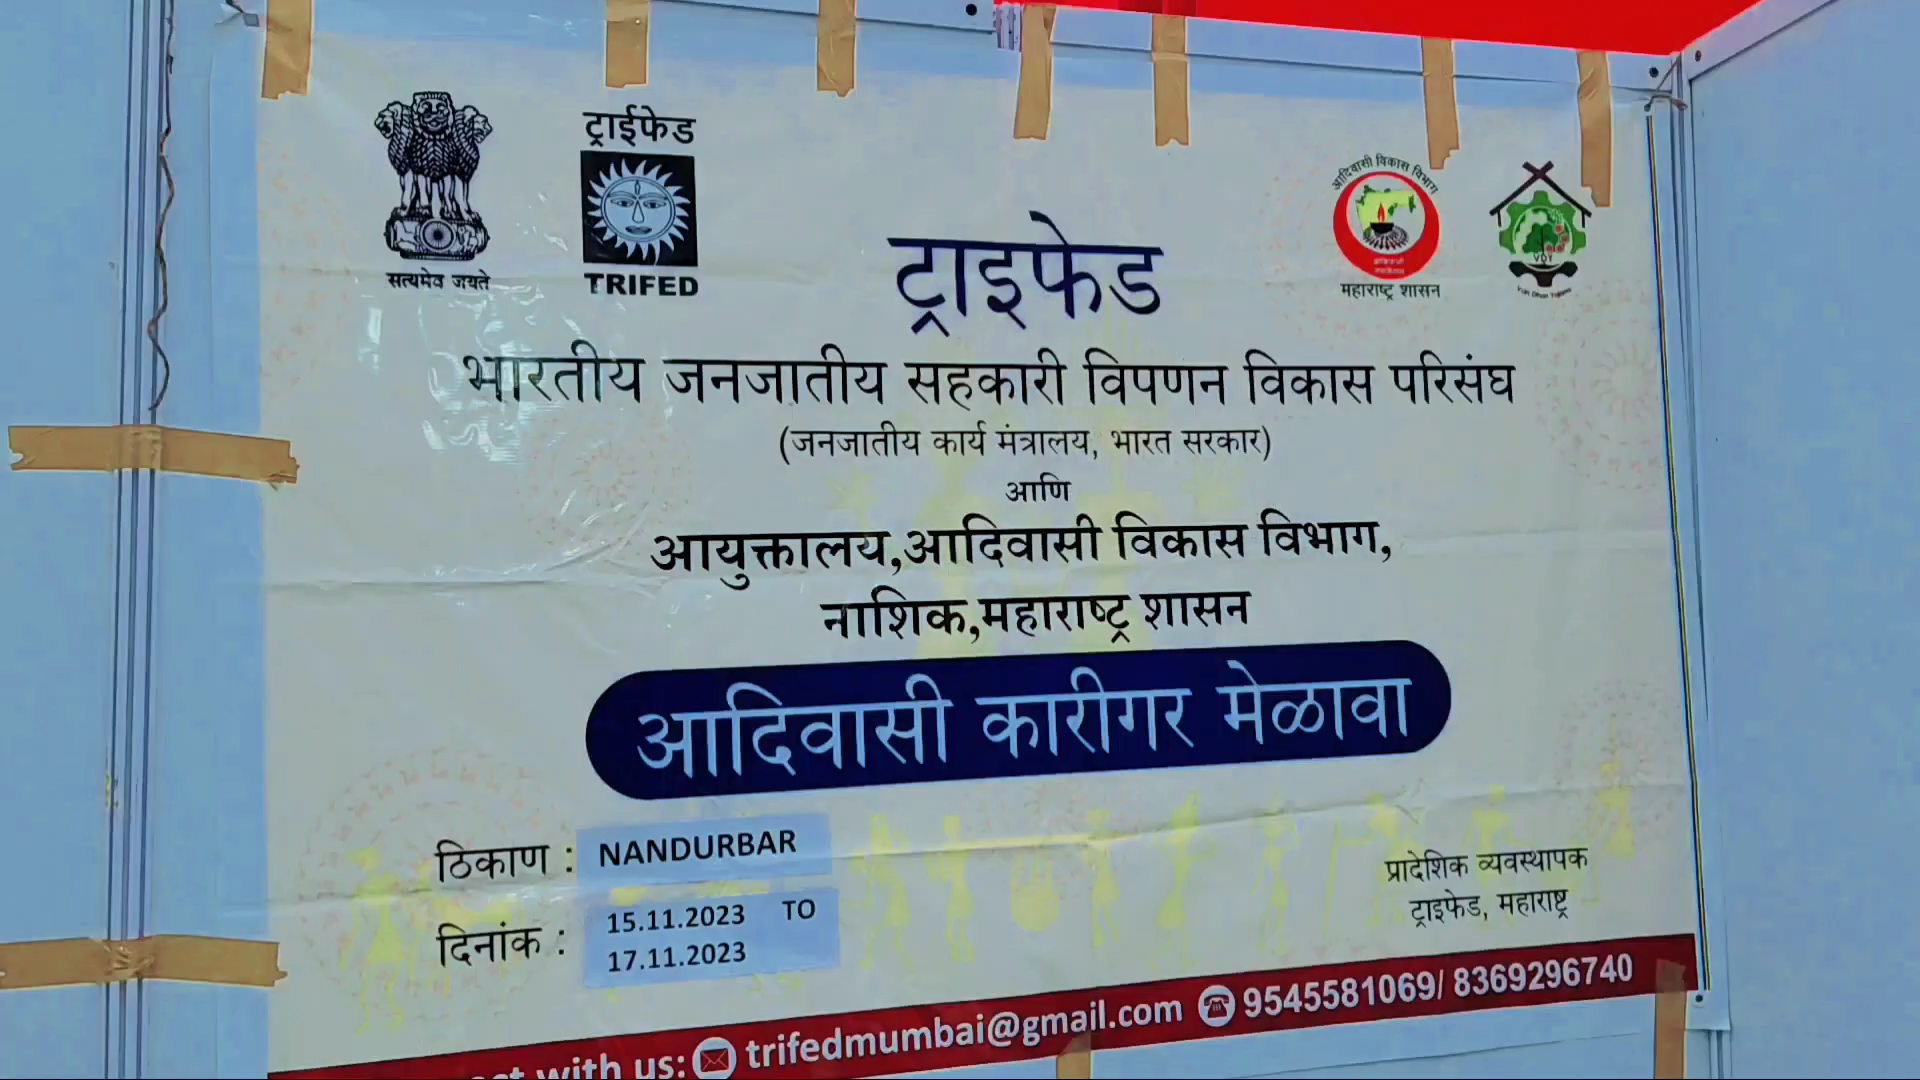 सत्यमेव जयते
ट्राईफेड
TRIFED
आदिवासी विकास विभाग
महाराष्ट्र शासन
VDY
ट्राइफेड
भारतीय जनजातीय सहकारी विपणन विकास परिसंघ
(जनजातीय कार्य मंत्रालय, भारत सरकार)
आणि
आयुक्तालय,आदिवासी विकास विभाग,
नाशिक,महाराष्ट्र शासन
आदिवासी कारीगर मेळावा
ठिकाण : NANDURBAR
दिनांक : 15.11.2023 TO
17.11.2023
प्रादेशिक व्यवस्थापक
ट्राइफेड, महाराष्ट्र
with us: trifedmumbai@gmail.com 9545581069/ 8369296740